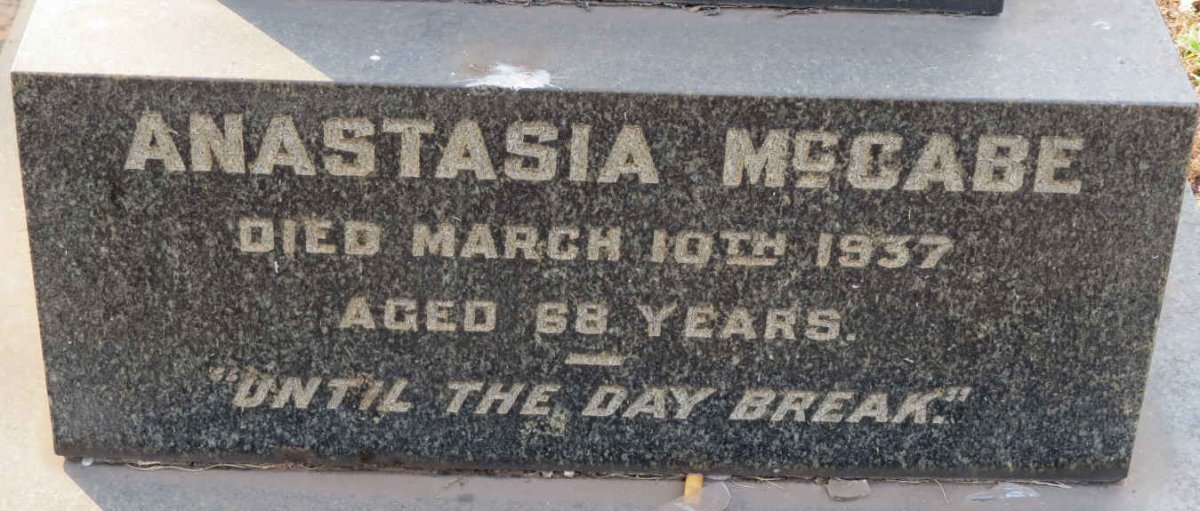 ANASTASIA McCABE
DIED MARCH 10TH 1937
AGED 68 YEARS.
"UNTIL THE DAY BREAK."